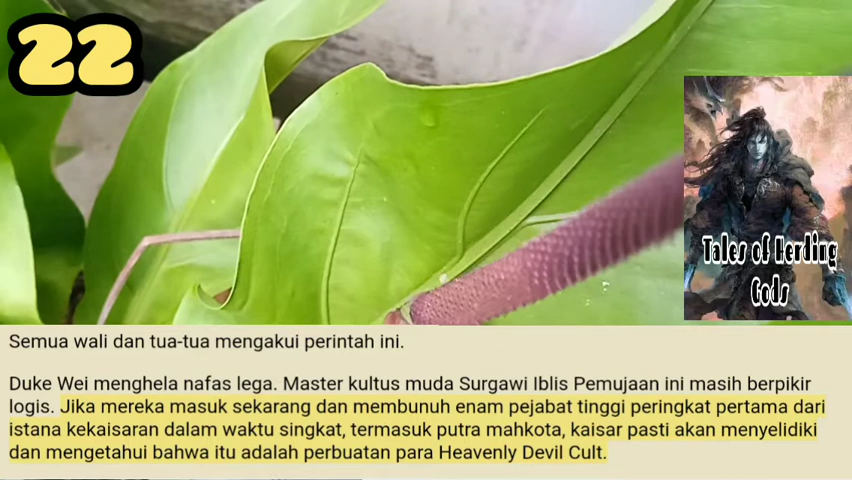 22
Tales of Herding
Gods
Semua wali dan tua-tua mengakui perintah ini.
Duke Wei menghela nafas lega. Master kultus muda Surgawi Iblis Pemujaan ini masih berpikir
logis. Jika mereka masuk sekarang dan membunuh enam pejabat tinggi peringkat pertama dari
istana kekaisaran dalam waktu singkat, termasuk putra mahkota, kaisar pasti akan menyelidiki
dan mengetahui bahwa itu adalah perbuatan para Heavenly Devil Cult.